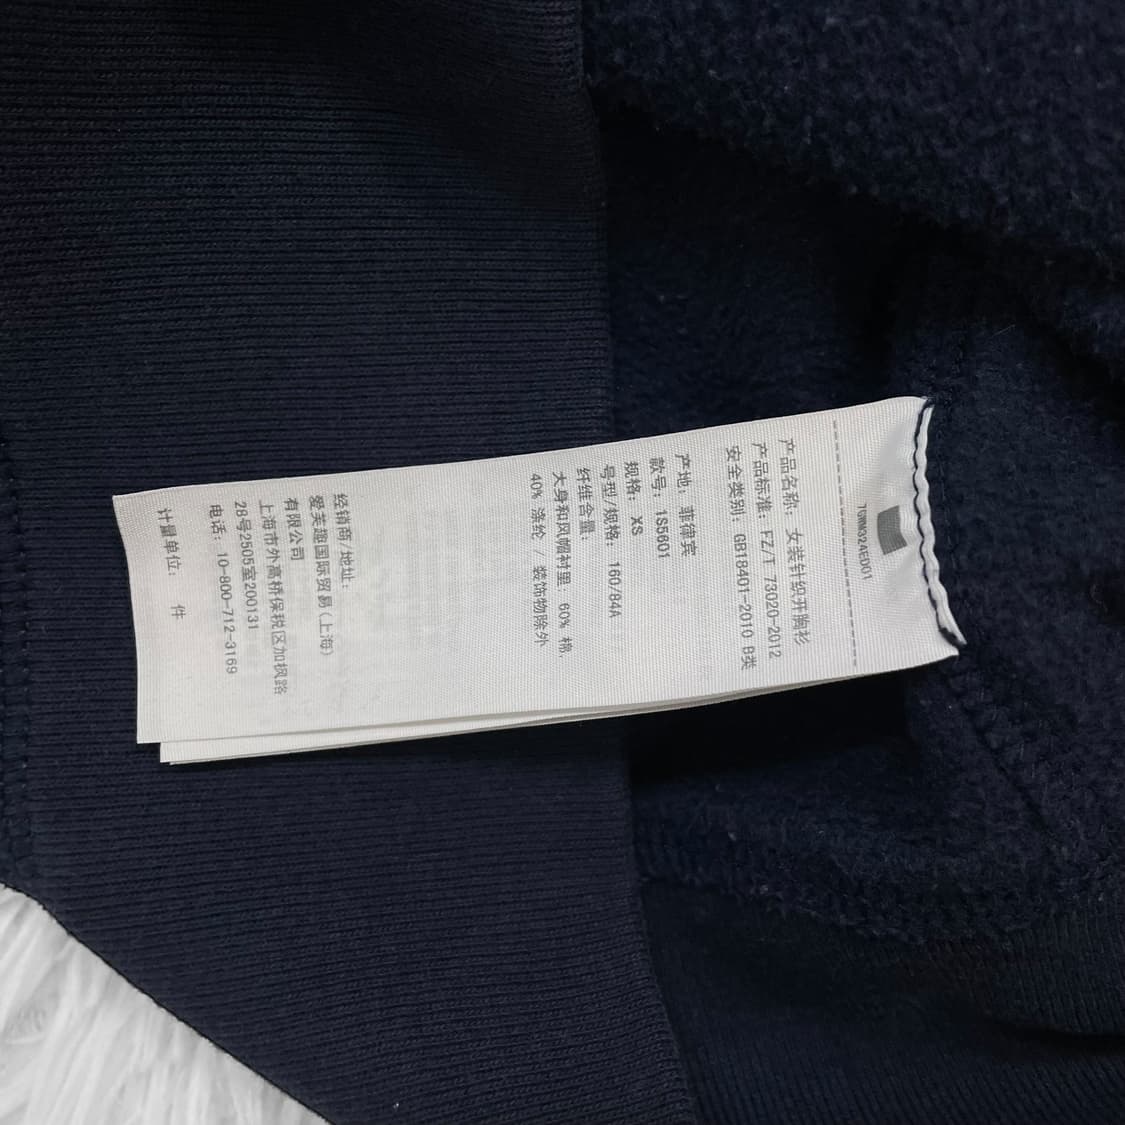 产品名称: 女装针织开胸衫
产品标准: FZ/T 73020-2012
安全类别: GB18401-2010 B类
产地: 菲律宾
款号: 1S5601
规格: XS
号型/规格: 160/84A
纤维含量:
大身和风帽衬里: 60% 棉,
40% 涤纶 / 装饰物除外
经销商/地址:
爱芙趣国际贸易(上海)
有限公司
上海市外高桥保税区加枫路
28号2505室200131
电话: 10-800-712-3169
计量单位: 件